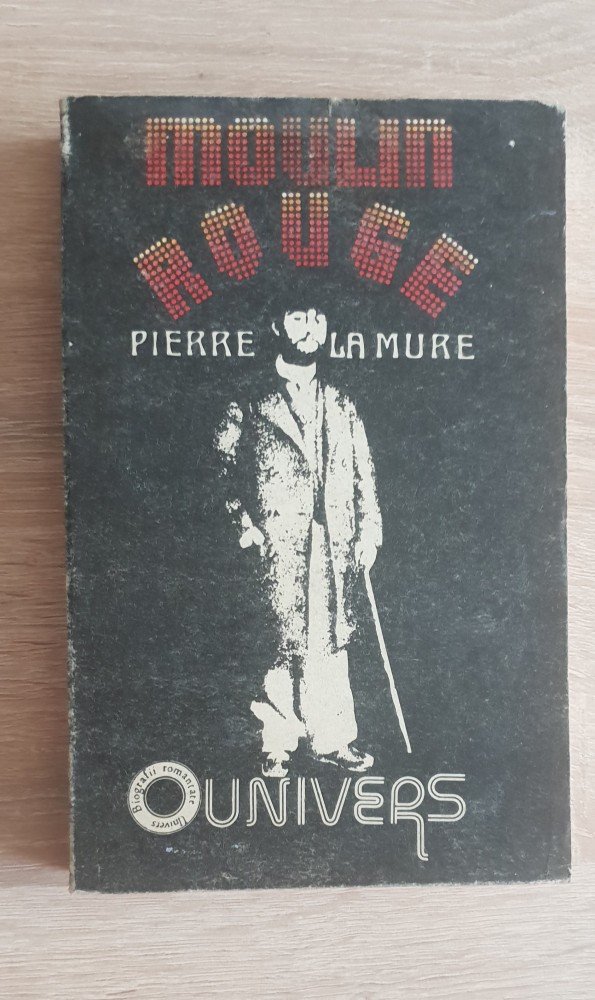 MOULIN
ROUGE
PIERRE LA MURE
Biografii romanțate Univers
UNIVERS